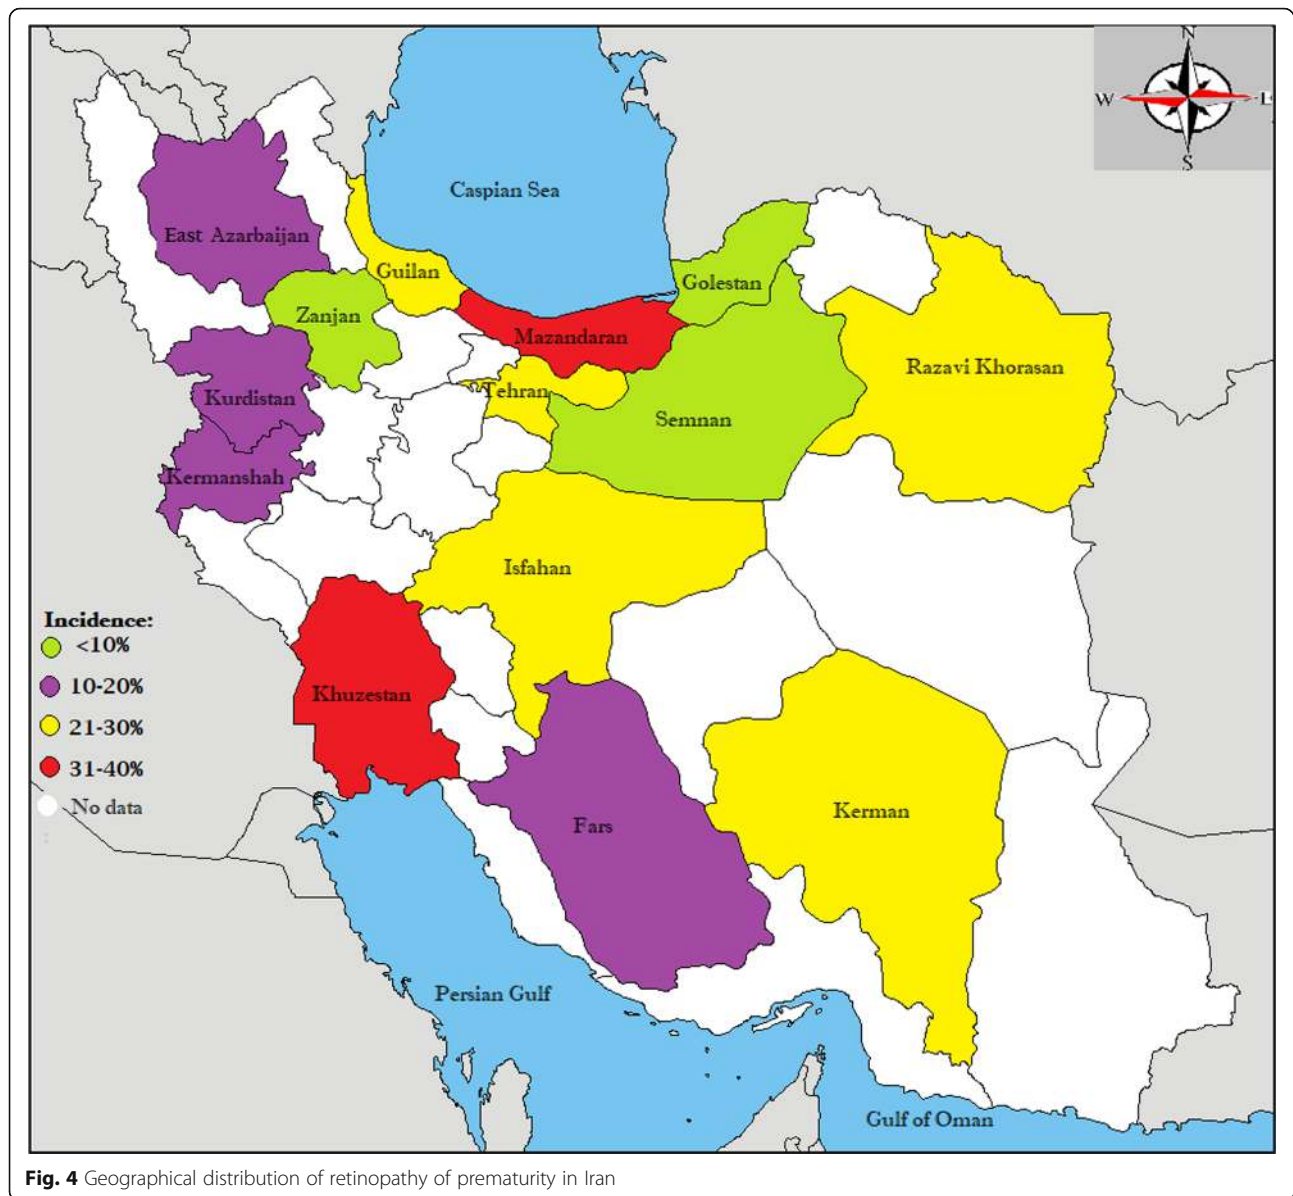 N
W
E
S
Caspian Sea
East Azarbaijan
Guilan
Golestan
Zanjan
Mazandaran
Razavi Khorasan
Tehran
Kurdistan
Semnan
Kermanshah
Isfahan
Incidence:
<10%
10-20%
21-30%
31-40%
No data
Khuzestan
Kerman
Fars
Persian Gulf
Gulf of Oman
Fig. 4 Geographical distribution of retinopathy of prematurity in Iran